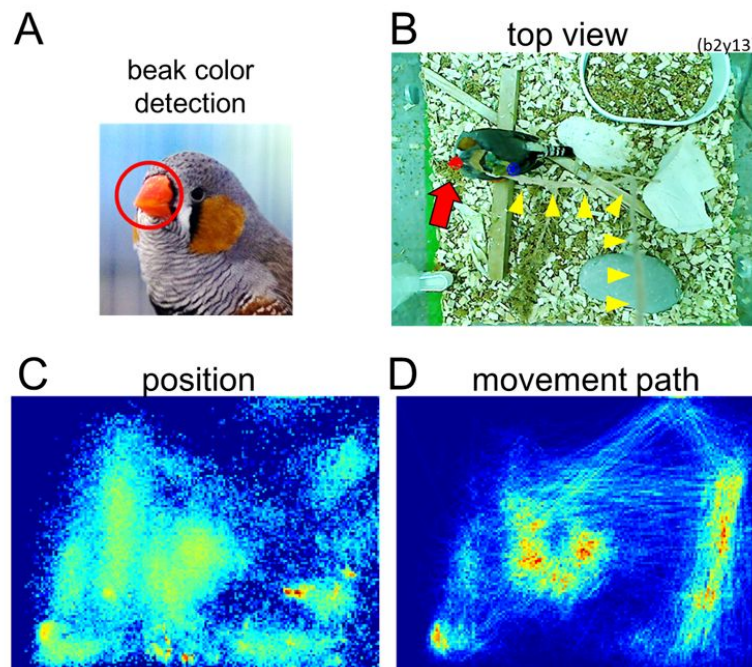 A
beak color
detection
B
top view
(b2y13
C
position
D
movement path